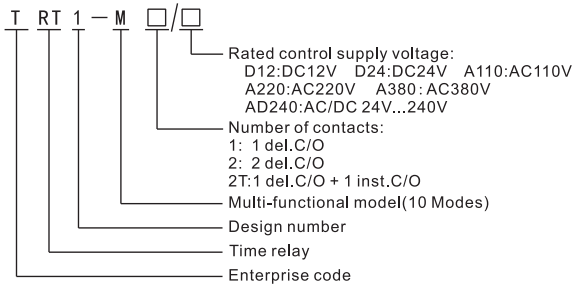 T RT 1-M □/□
Rated control supply voltage:
D12:DC12V D24:DC24V A110:AC110V
A220:AC220V A380:AC380V
AD240:AC/DC 24V...240V
Number of contacts:
1: 1 del.C/O
2: 2 del.C/O
2T:1 del.C/O + 1 inst.C/O
Multi-functional model(10 Modes)
Design number
Time relay
Enterprise code